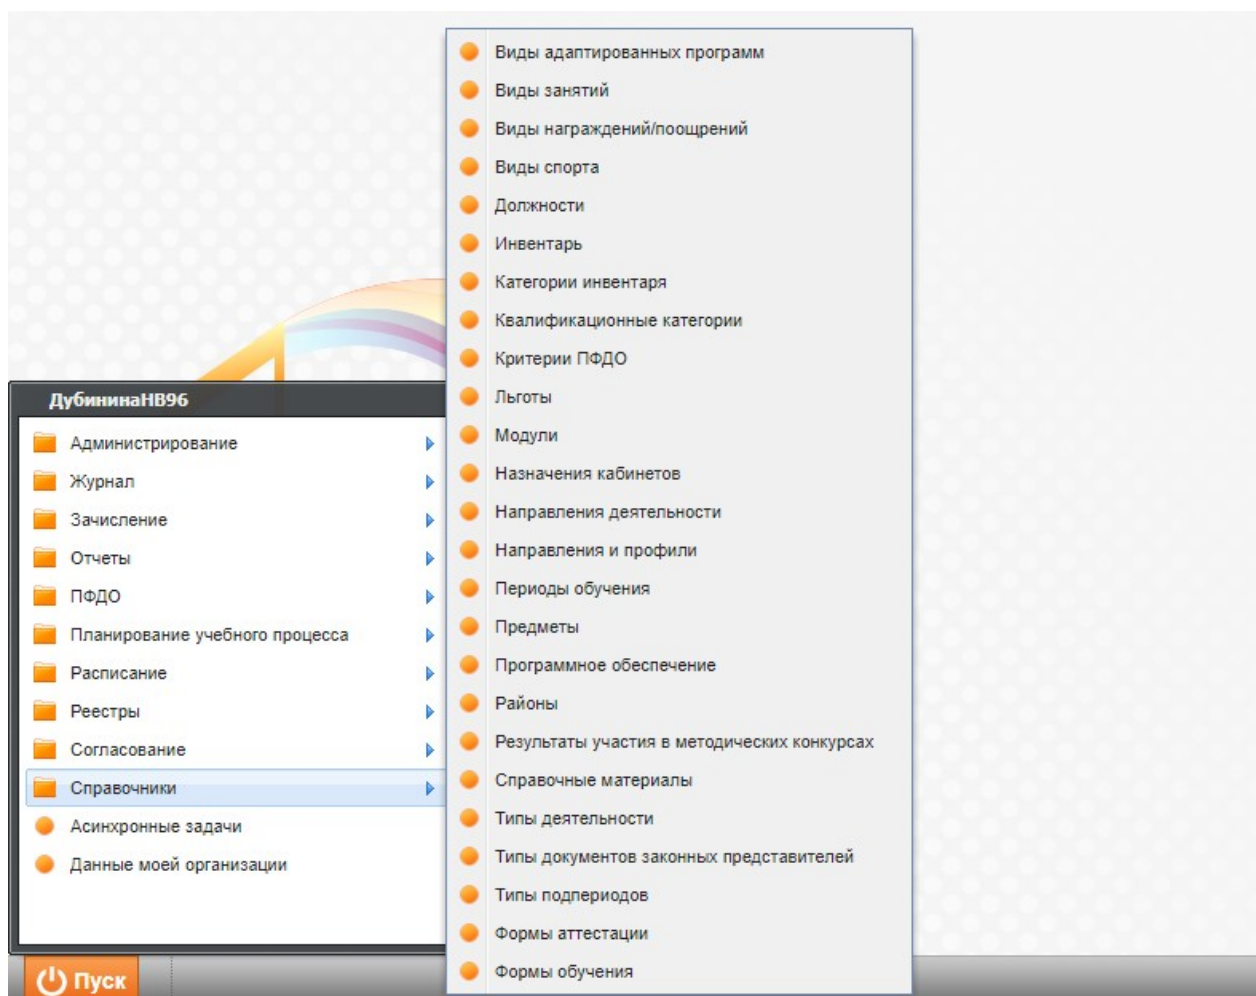 Виды адаптированных программ
Виды занятий
Виды награждений/поощрений
Виды спорта
Должности
Инвентарь
Категории инвентаря
Квалификационные категории
Критерии ПФДО
Льготы
Модули
Назначения кабинетов
Направления деятельности
Направления и профили
Периоды обучения
Предметы
Программное обеспечение
Районы
Результаты участия в методических конкурсах
Справочные материалы
Типы деятельности
Типы документов законных представителей
Типы подпериодов
Формы аттестации
Формы обучения
ДубининаНВ96
Администрирование
Журнал
Зачисление
Отчеты
ПФДО
Планирование учебного процесса
Расписание
Реестры
Согласование
Справочники
Асинхронные задачи
Данные моей организации
Пуск